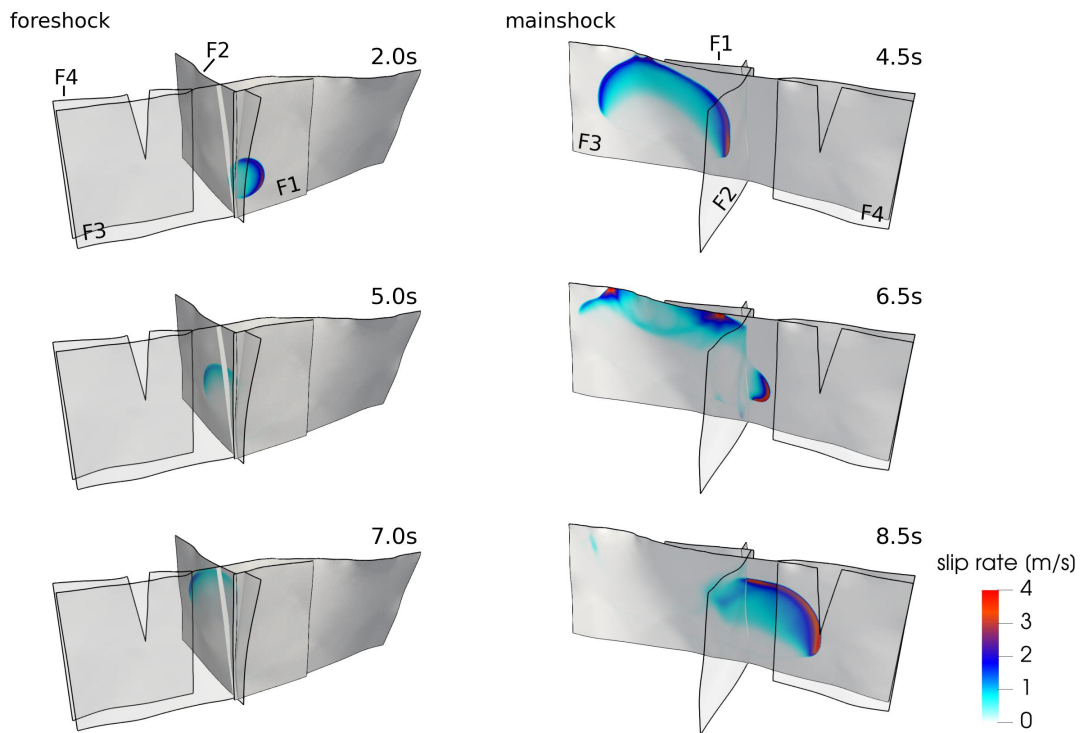 foreshock
F2
F4
2.0s
F1
F3
5.0s
7.0s
mainshock
F1
4.5s
F3
F2
F4
6.5s
8.5s
slip rate (m/s)
4
3
2
1
0